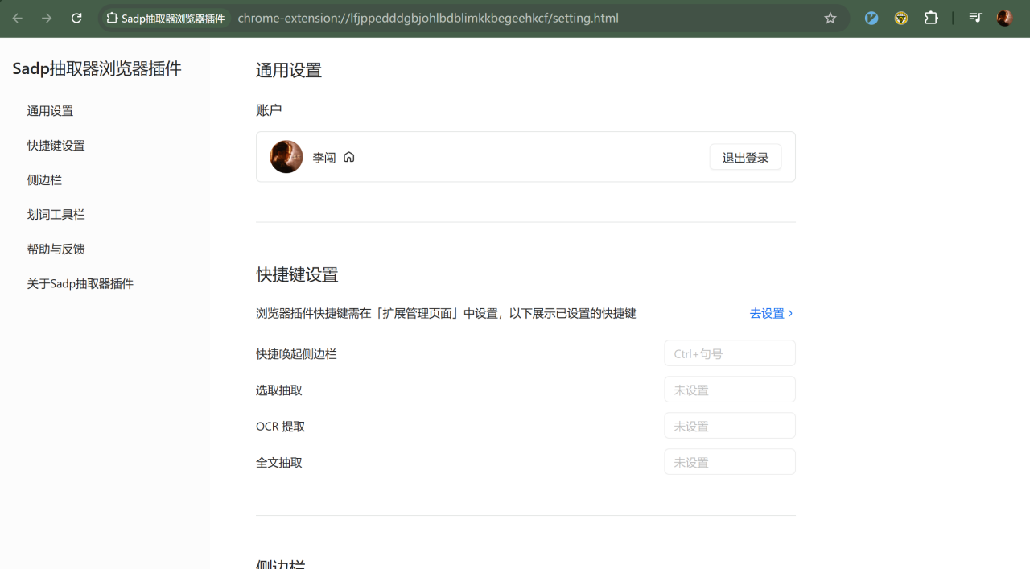 Sadp抽取器浏览器插件 chrome-extension://lfjppedddgbjohlbdblimkkbegeehkcf/setting.html
Sadp抽取器浏览器插件
通用设置
快捷键设置
侧边栏
划词工具栏
帮助与反馈
关于Sadp抽取器插件
通用设置
账户
李闯 退出登录
快捷键设置
浏览器插件快捷键需在「扩展管理页面」中设置，以下展示已设置的快捷键 去设置 >
快捷唤起侧边栏 Ctrl+句号
选取抽取 未设置
OCR 提取 未设置
全文抽取 未设置
侧边栏